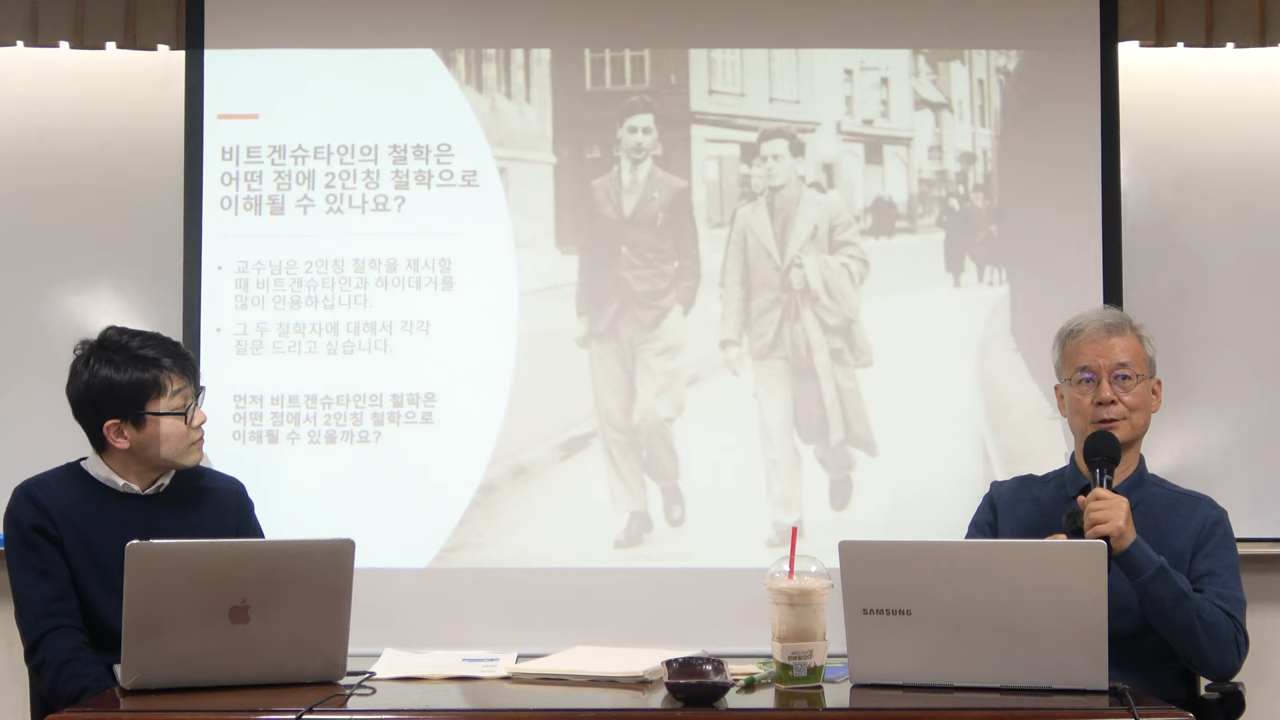 비트겐슈타인의 철학은
어떤 점에 2인칭 철학으로
이해될 수 있나요?
• 교수님은 2인칭 철학을 제시할
때 비트겐슈타인과 하이데거를
많이 인용하십니다.
• 그 두 철학자에 대해서 각각
질문 드리고 싶습니다.
먼저 비트겐슈타인의 철학은
어떤 점에서 2인칭 철학으로
이해될 수 있을까요?
SAMSUNG